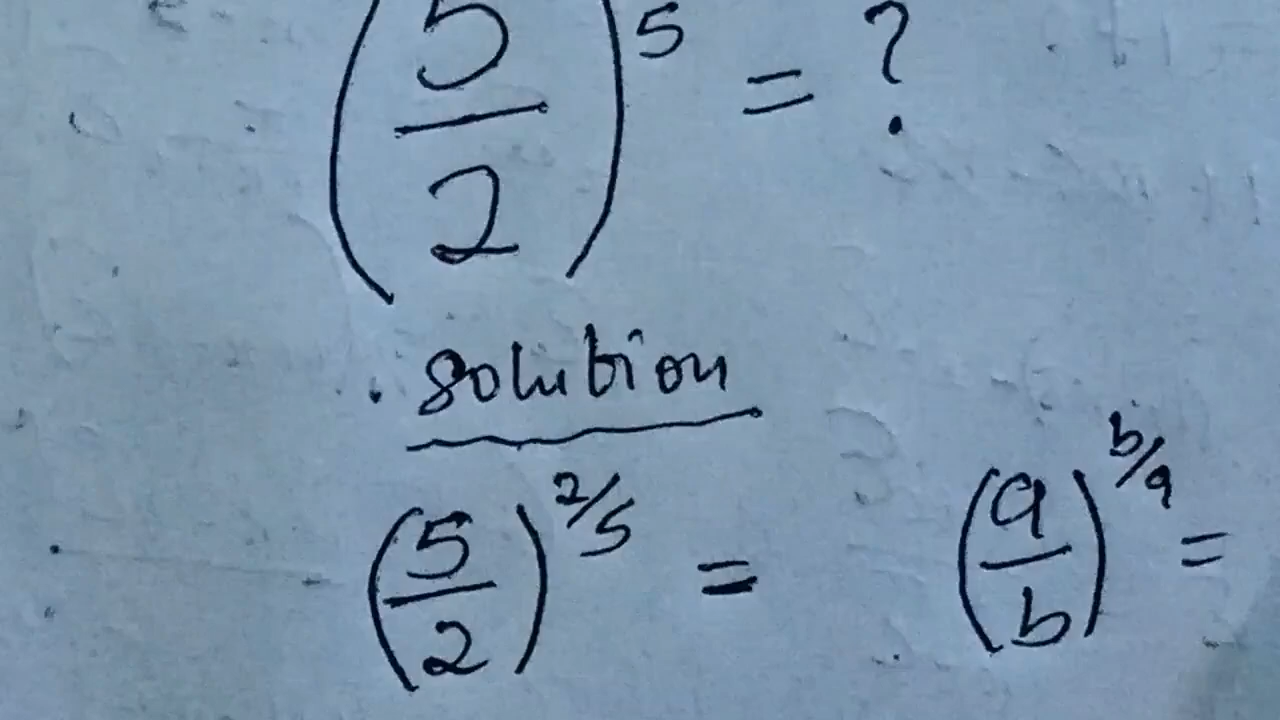 (5/2)^5 = ?
solution
(5/2)^2/5 = (a/b)^b/a =